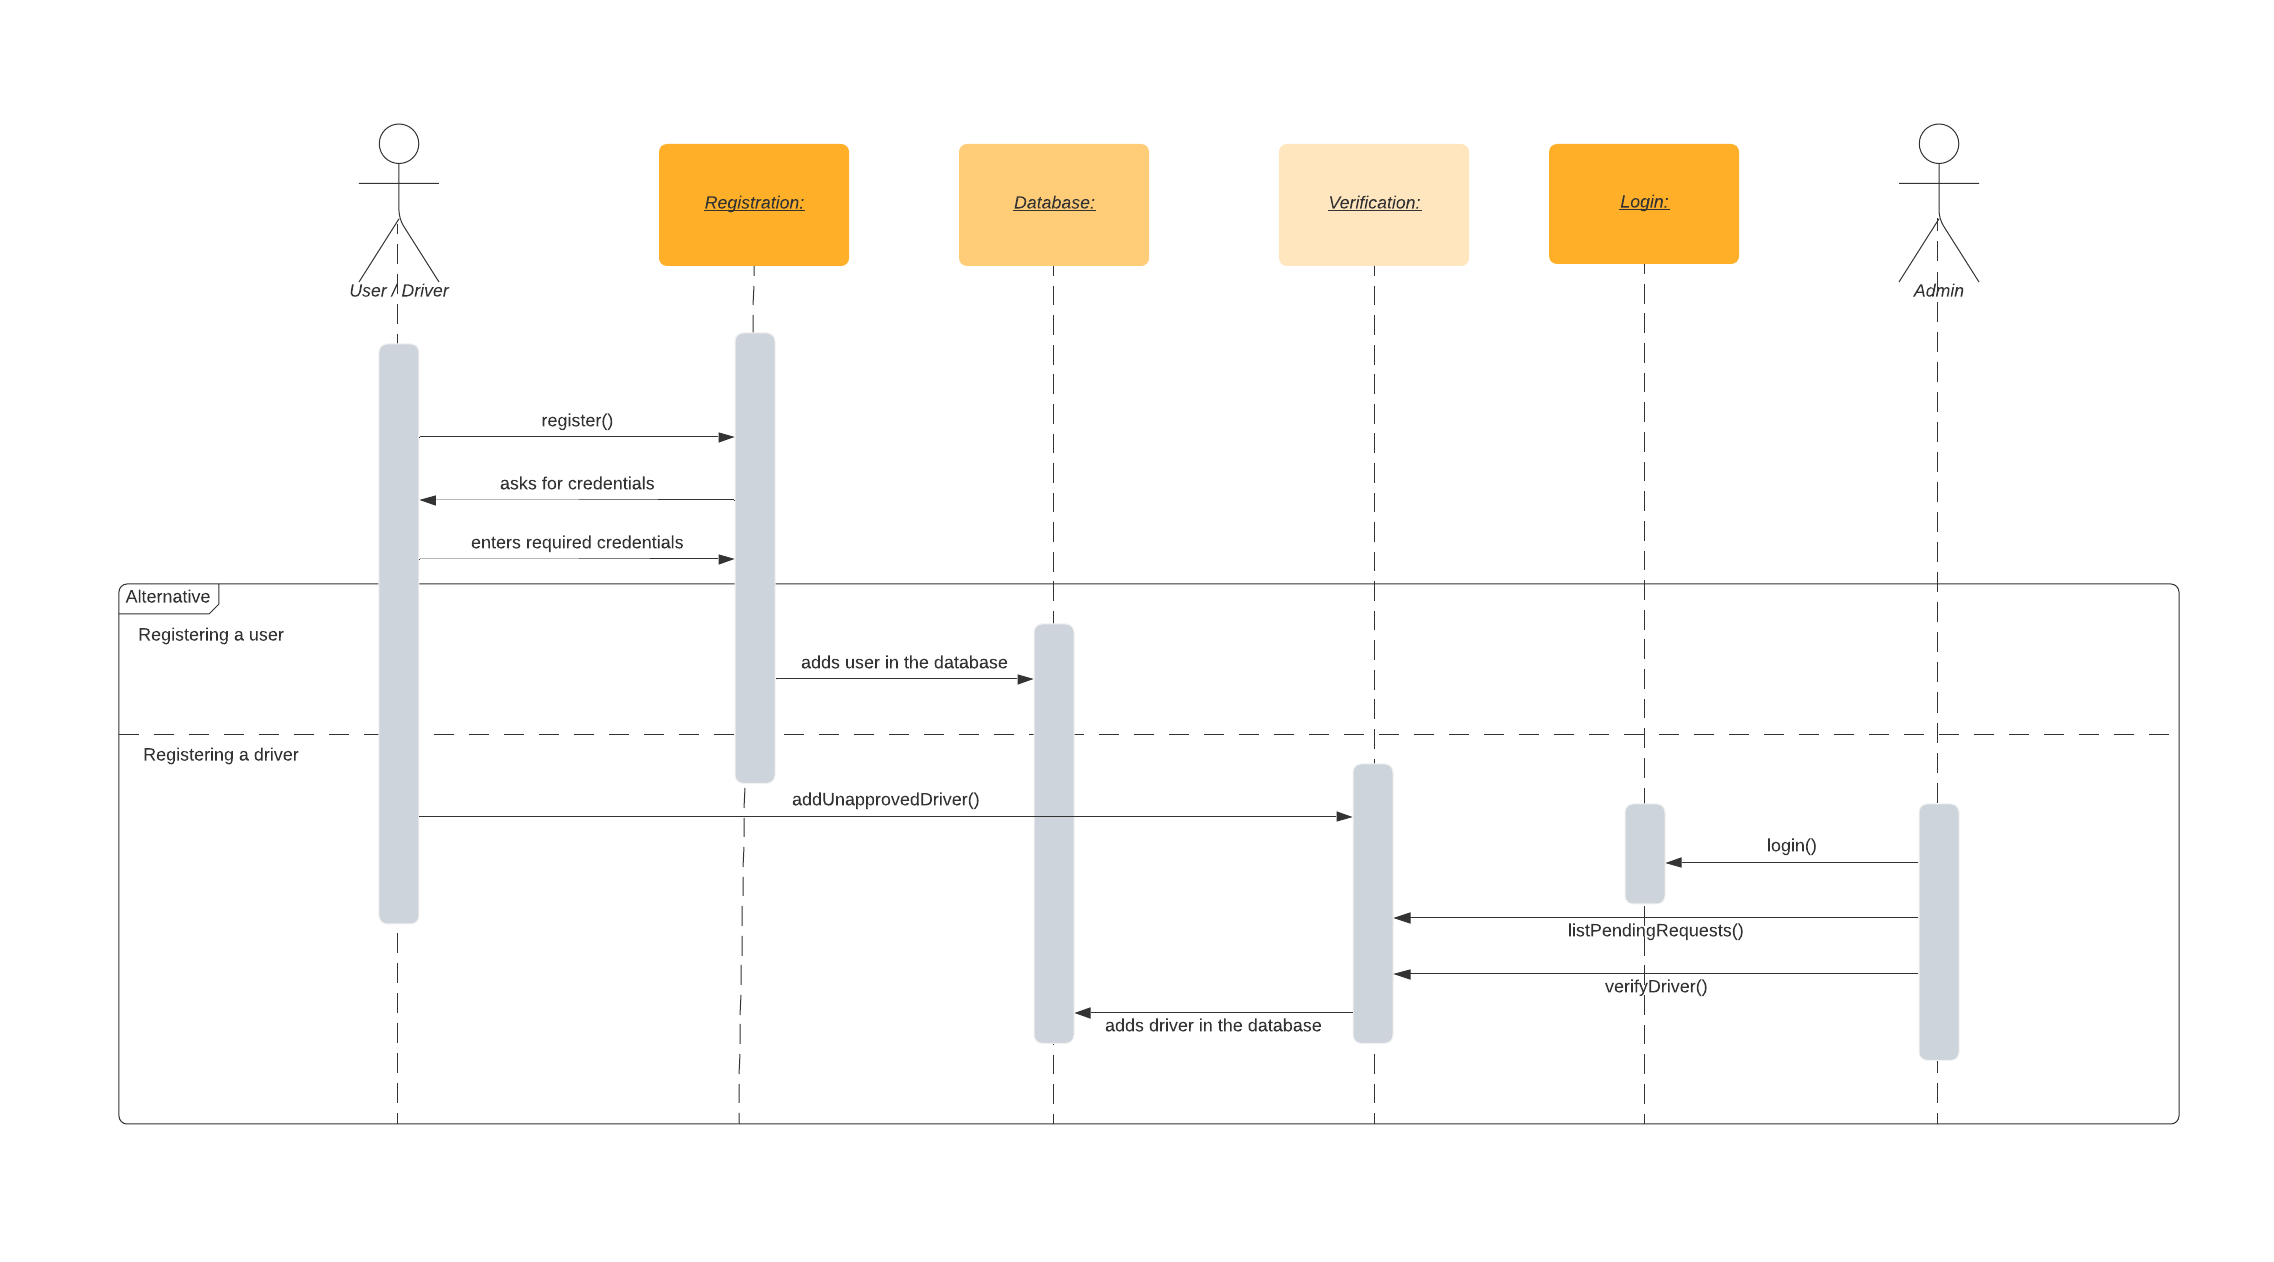 Registration:
Database:
Verification:
Login:
User / Driver
Admin
register()
asks for credentials
enters required credentials
Alternative
Registering a user
adds user in the database
Registering a driver
addUnapprovedDriver()
login()
listPendingRequests()
verifyDriver()
adds driver in the database